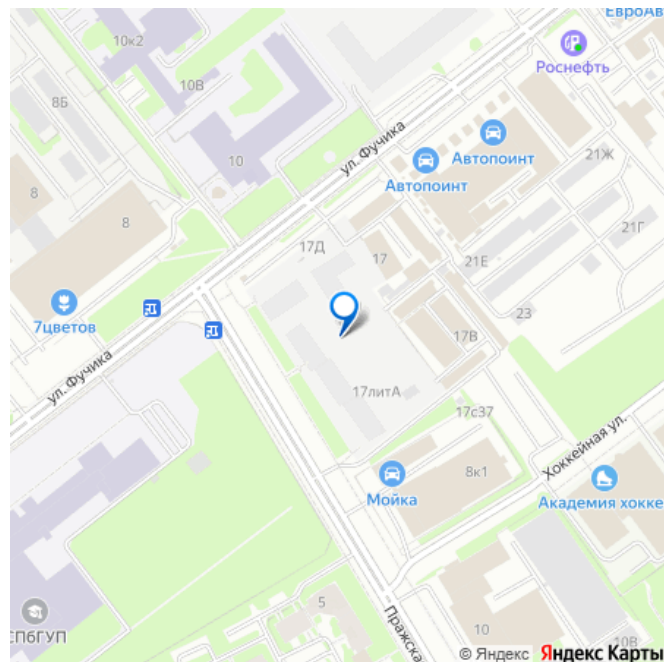 ЕвроАв
10к2
Роснефть
8Б
10В
ул. Фучика
Автопоинт
10
Автопоинт
21Ж
8
8
21Г
17Д
17
21Е
7цветов
23
17В
ул. Фучика
17литА
17с37
Хоккейная ул.
8к1
Мойка
Академия хокке
5
СПбГУП
Пражска
10
10В
© Яндекс Яндекс Карты